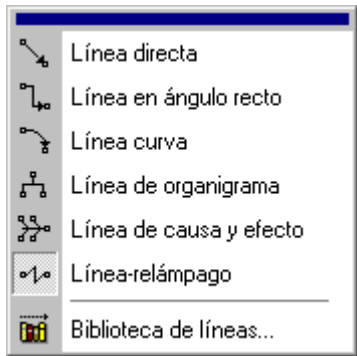 Línea directa
Línea en ángulo recto
Línea curva
Línea de organigrama
Línea de causa y efecto
Línea-relámpago
Biblioteca de líneas...